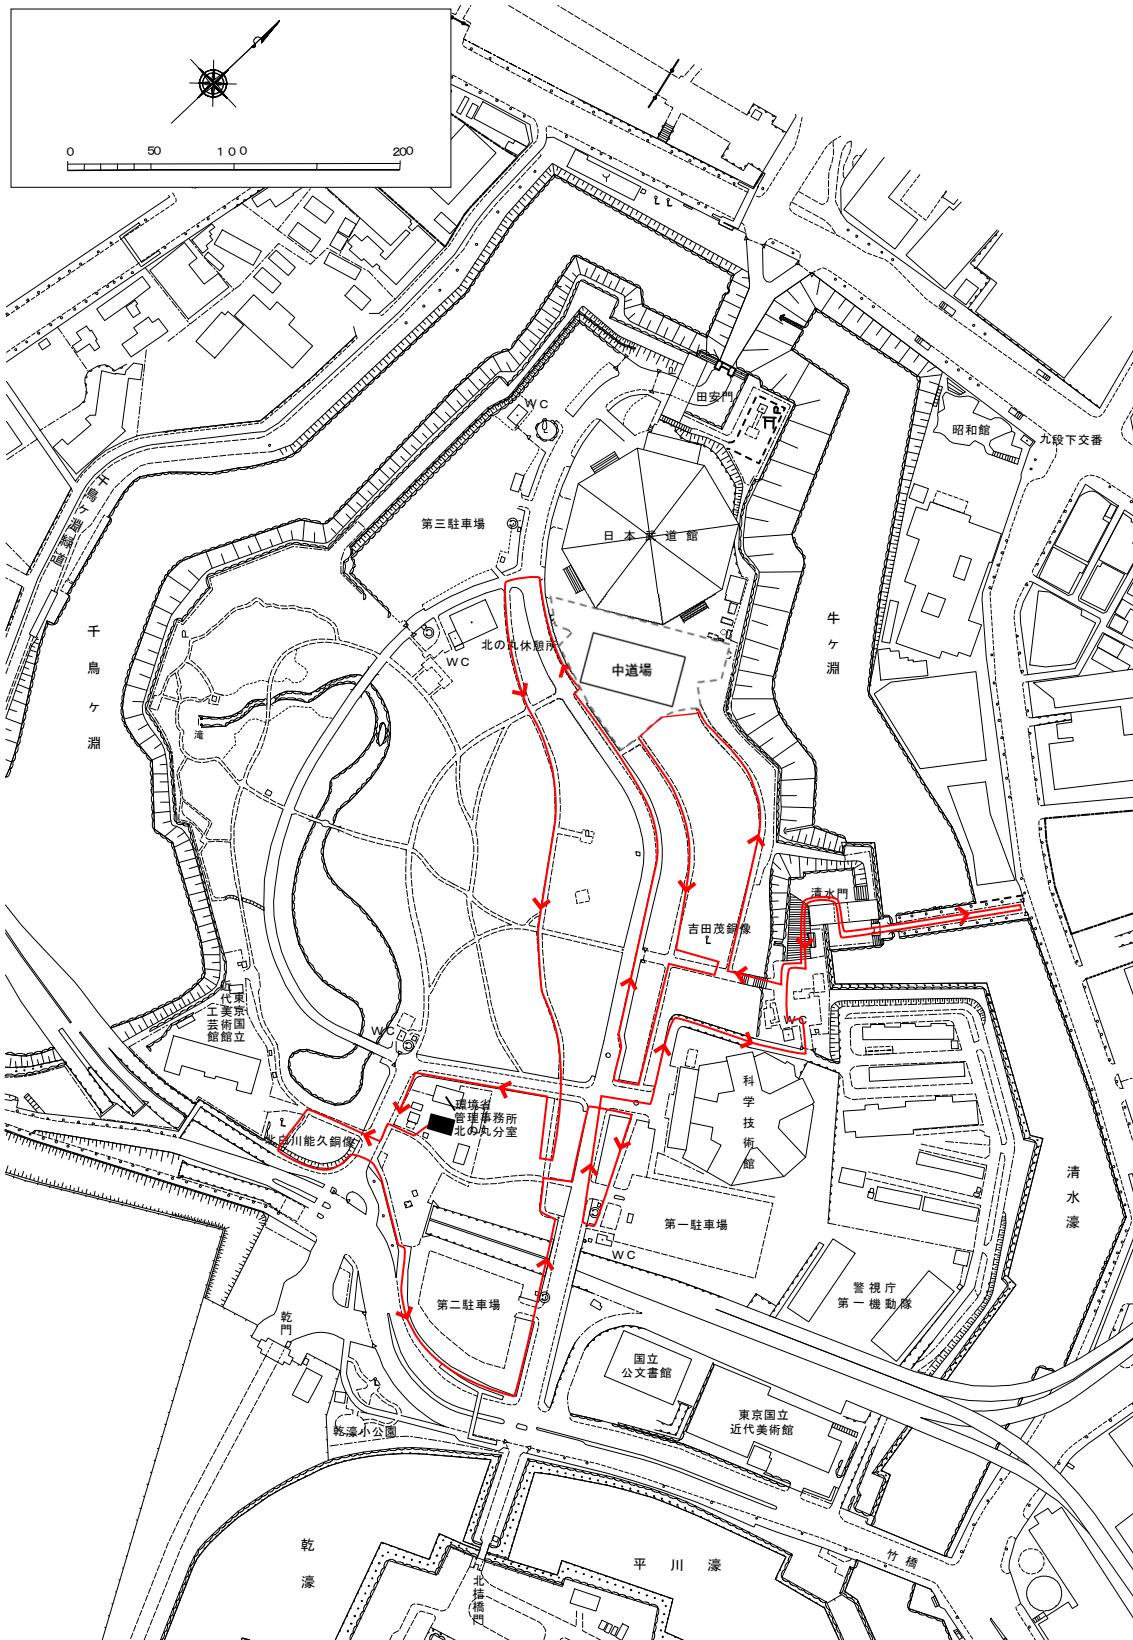 0 50 100 200
田安門
WC
昭和館
九段下交番
千鳥ヶ淵緑道
第三駐車場
日本武道館
牛ヶ淵
千鳥ヶ淵
北の丸休憩所
WC
中道場
滝
清水門
吉田茂銅像
東京国立
近代美術館
工芸館
WC
WC
科学技術館
環境省
管理事務所
北の丸分室
北白川能久銅像
清水濠
第一駐車場
WC
警視庁
第一機動隊
第二駐車場
乾門
国立
公文書館
東京国立
近代美術館
乾濠小公園
乾濠
平川濠
竹橋
北桔橋門